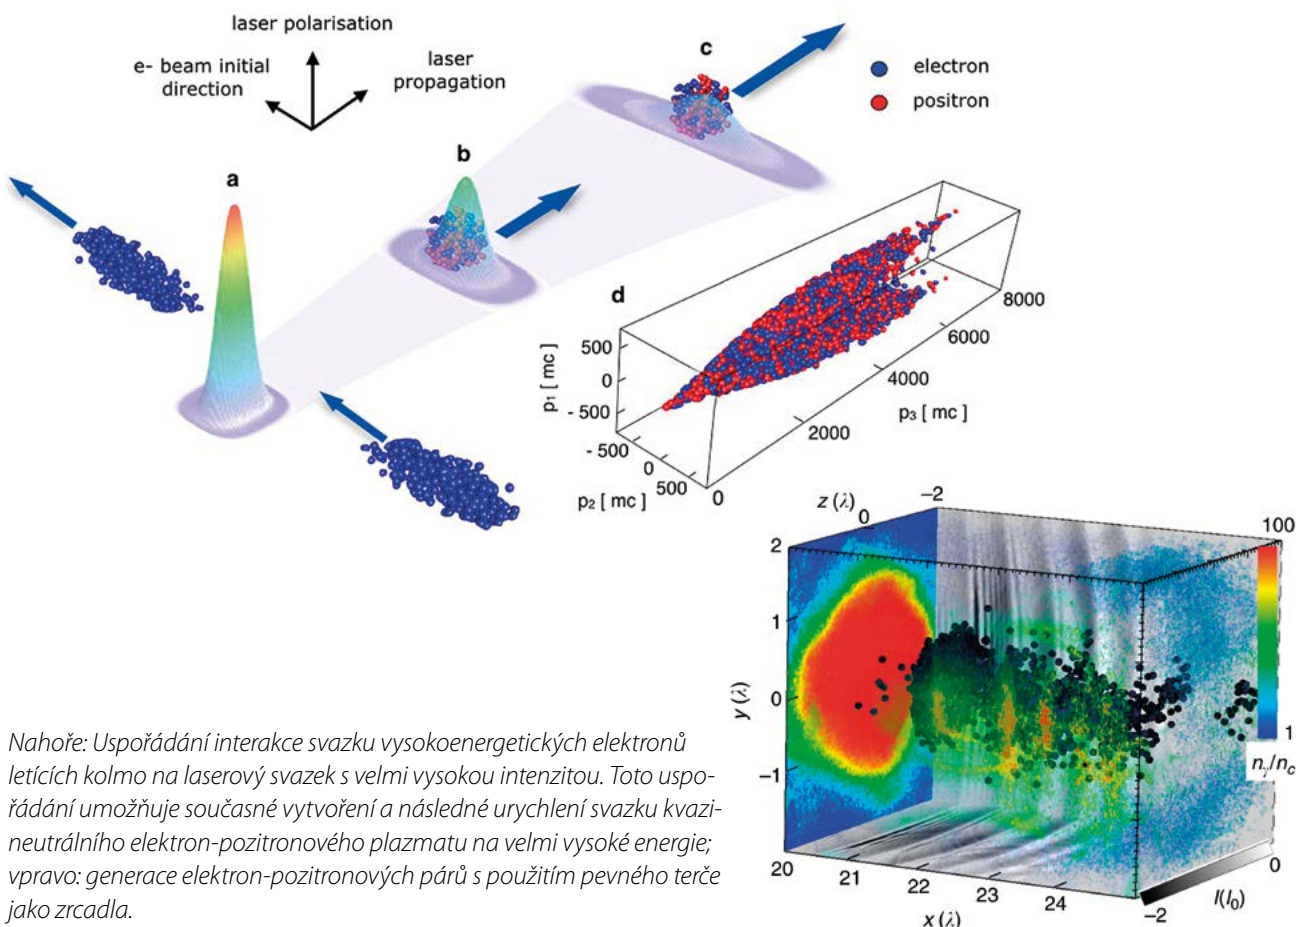 laser polarisation
e- beam initial
direction
laser
propagation
c
electron
positron
b
a
d
500
0
- 500
p1 [ mc ]
- 500
0
500
p2 [ mc ]
0
2000
4000
6000
8000
p3 [ mc ]
z (λ)
0
−2
2
1
0
−1
y (λ)
20
21
22
23
24
x (λ)
100
1
nγ/nc
0
−2
I(I0)
Nahoře: Uspořádání interakce svazku vysokoenergetických elektronů
letících kolmo na laserový svazek s velmi vysokou intenzitou. Toto uspo-
řádání umožňuje současné vytvoření a následné urychlení svazku kvazi-
neutrálního elektron-pozitronového plazmatu na velmi vysoké energie;
vpravo: generace elektron-pozitronových párů s použitím pevného terče
jako zrcadla.